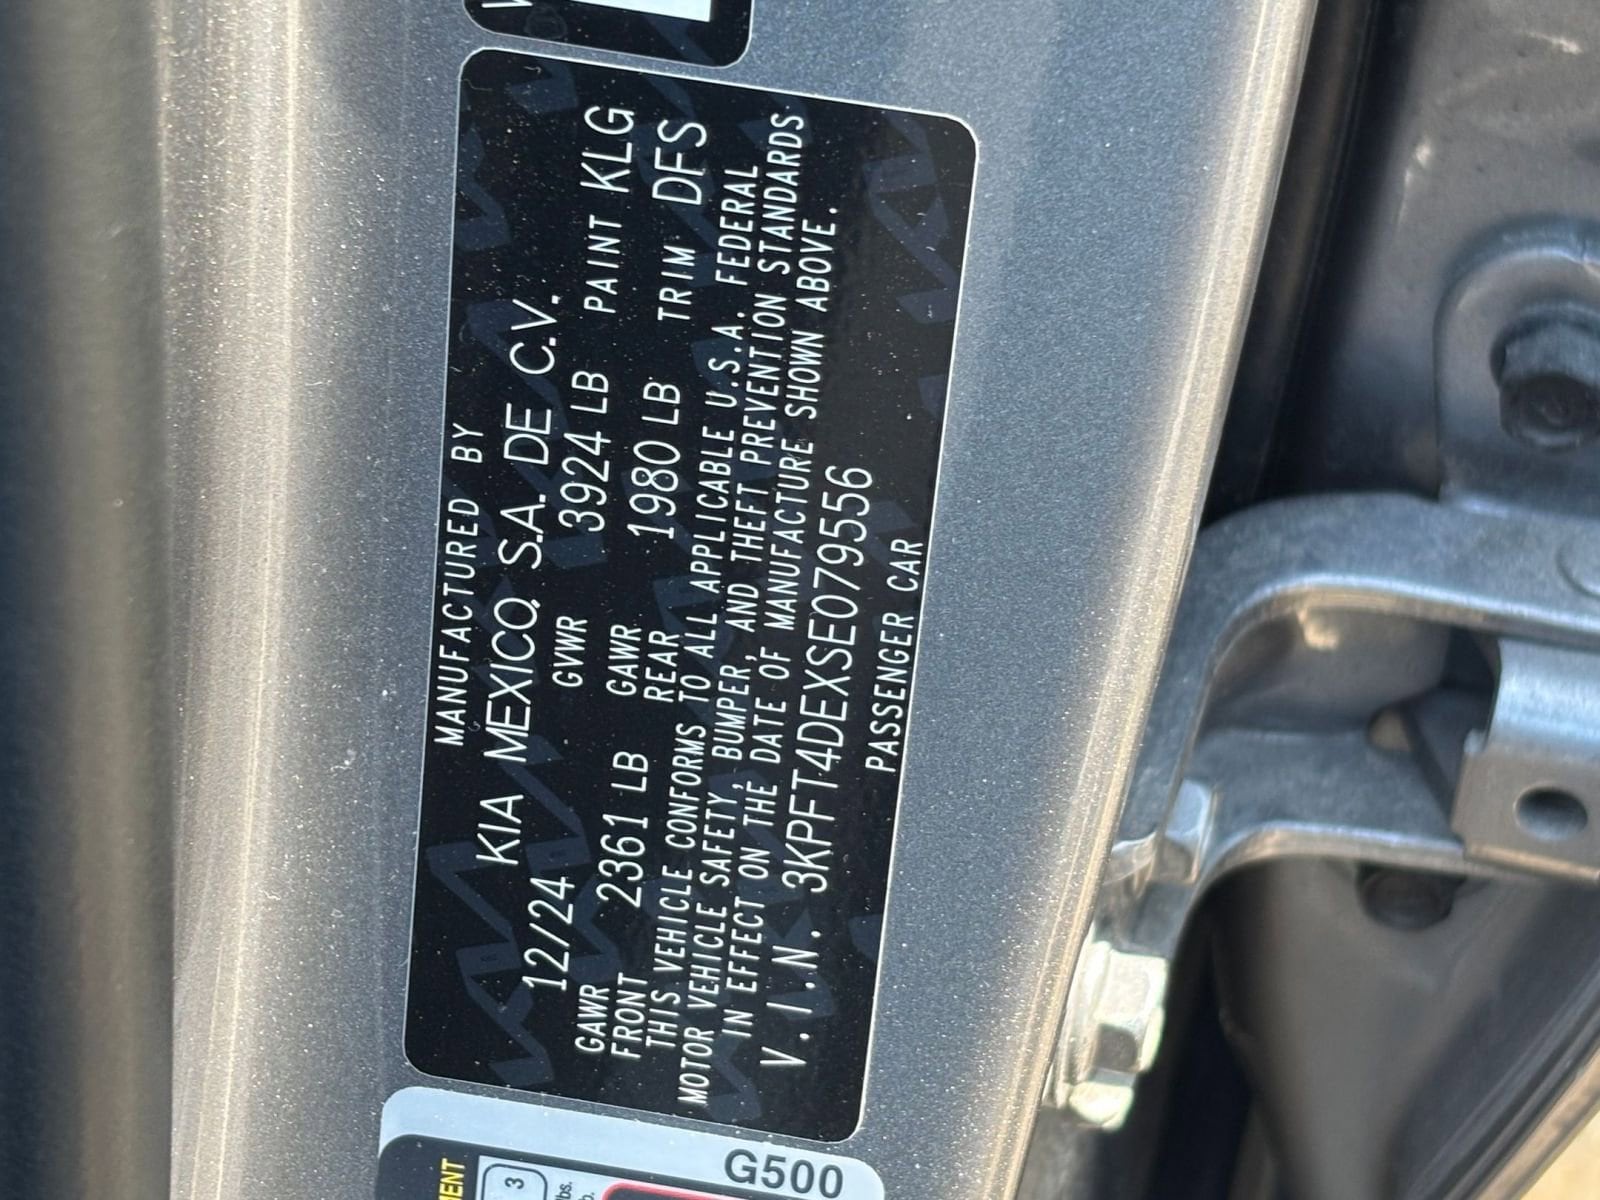 MANUFACTURED BY
KIA MEXICO, S.A. DE C.V.
12/24 GVWR 3924 LB PAINT KLG
GAWR FRONT 2361 LB GAWR REAR 1980 LB TRIM DFS
THIS VEHICLE CONFORMS TO ALL APPLICABLE U.S.A. FEDERAL
MOTOR VEHICLE SAFETY, BUMPER, AND THEFT PREVENTION STANDARDS
IN EFFECT ON THE DATE OF MANUFACTURE SHOWN ABOVE.
V.I.N. 3KPFT4DEXSE079556
PASSENGER CAR
G500
3